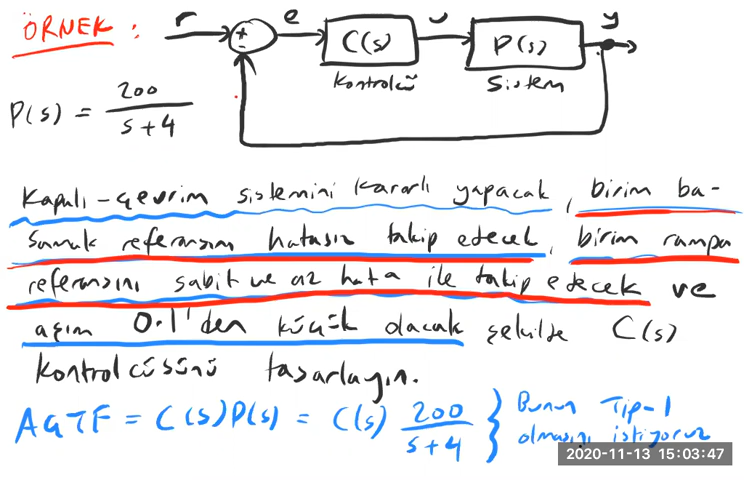 ÖRNEK :
r e C(s) u P(s) y
+
-
Kontrolcü Sistem
P(s) = 200
s+4
Kapalı-çevrim sistemini kararlı yapacak, birim ba-
samak referansını hatasız takip edecek, birim rampa
referansını sabit ve az hata ile takip edecek ve
aşım 0.1'den küçük olacak şekilde C(s)
kontrolcüsünü tasarlayın.
AÇTF = C(s)P(s) = C(s) 200 } Bunun Tip-1
s+4 olmasını istiyoruz
2020-11-13 15:03:47